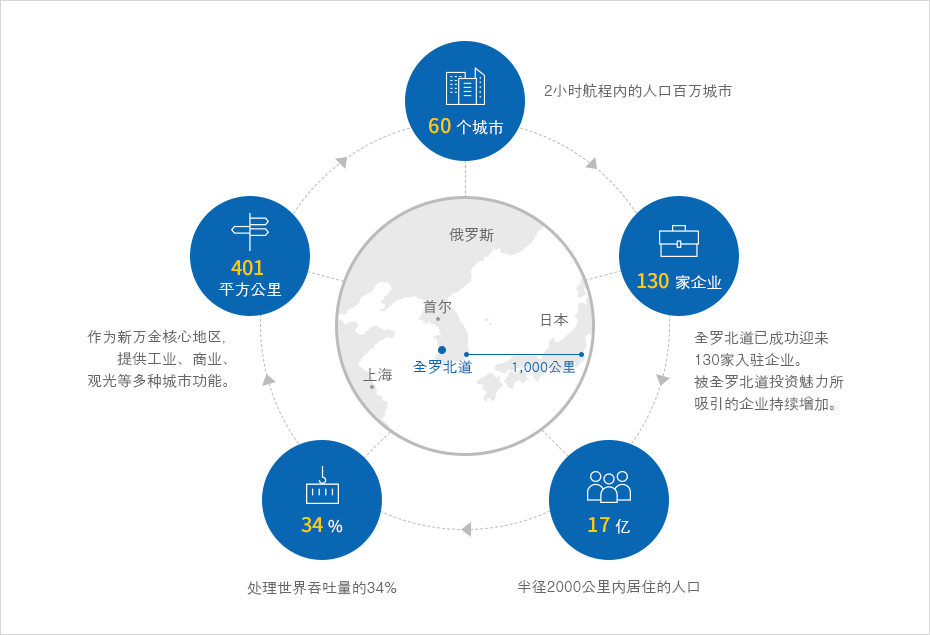 60 个城市
2小时航程内的人口百万城市
130 家企业
全罗北道已成功迎来
130家入驻企业。
被全罗北道投资魅力所
吸引的企业持续增加。
17 亿
半径2000公里内居住的人口
34 %
处理世界吞吐量的34%
401
平方公里
作为新万金核心地区,
提供工业、商业、
观光等多种城市功能。
俄罗斯
首尔
日本
全罗北道
1,000公里
上海